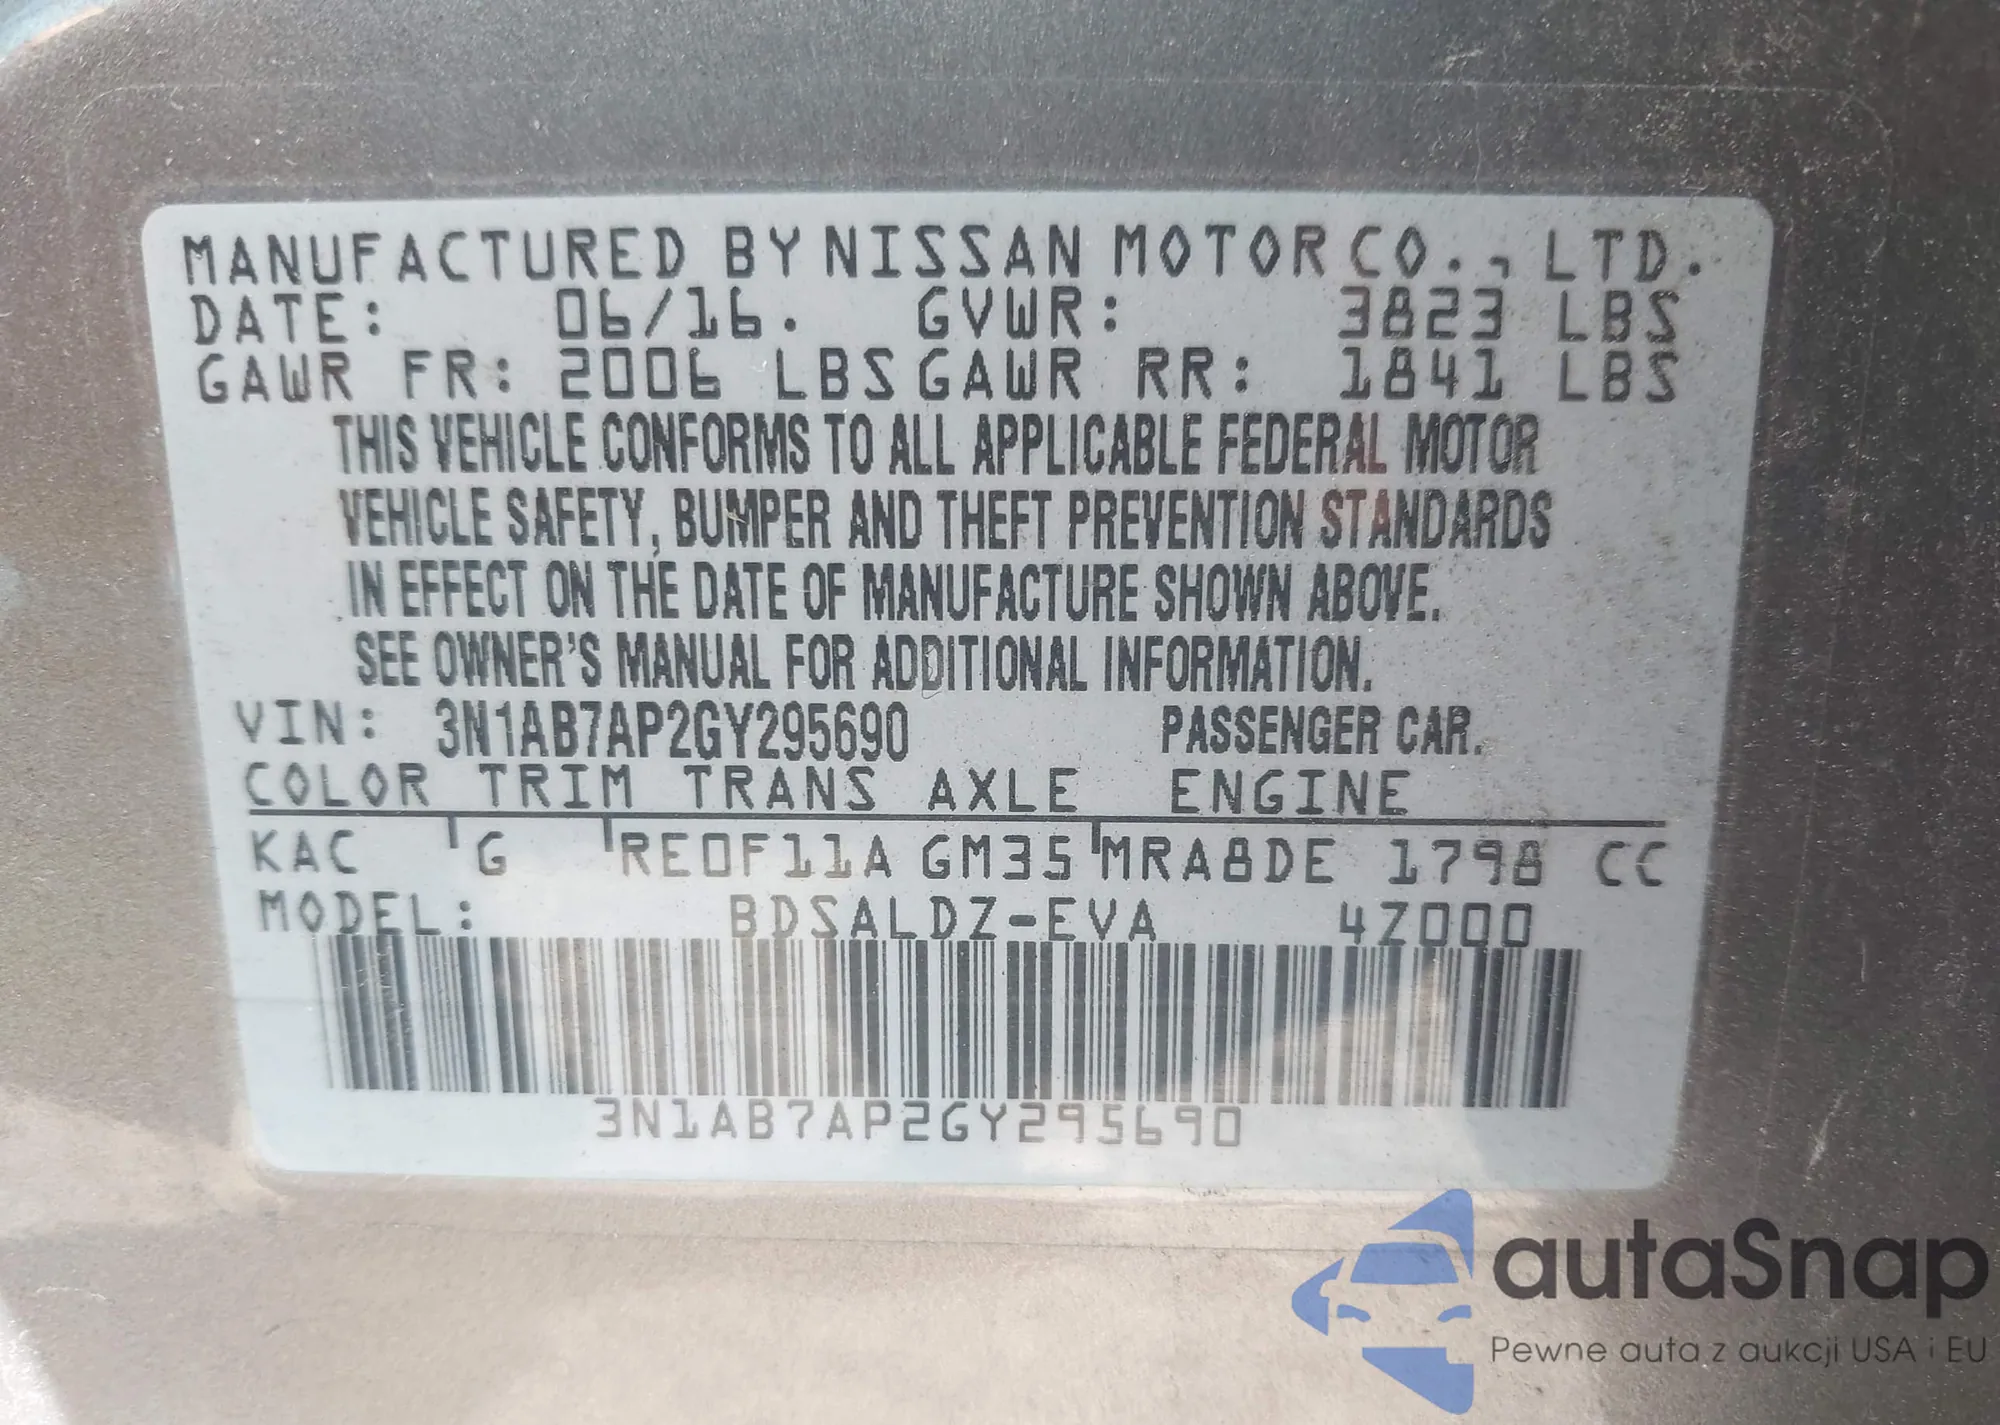 MANUFACTURED BY NISSAN MOTOR CO., LTD.
DATE: 06/16. GVWR: 3823 LBS
GAWR FR: 2006 LBS GAWR RR: 1841 LBS
THIS VEHICLE CONFORMS TO ALL APPLICABLE FEDERAL MOTOR
VEHICLE SAFETY, BUMPER AND THEFT PREVENTION STANDARDS
IN EFFECT ON THE DATE OF MANUFACTURE SHOWN ABOVE.
SEE OWNER'S MANUAL FOR ADDITIONAL INFORMATION.
VIN: 3N1AB7AP2GY295690 PASSENGER CAR.
COLOR TRIM TRANS AXLE ENGINE
KAC G RE0F11A GM35 MRA8DE 1798 CC
MODEL: BDSALDZ-EVA 4Z000
3N1AB7AP2GY295690
autaSnap
Pewne auta z aukcji USA i EU